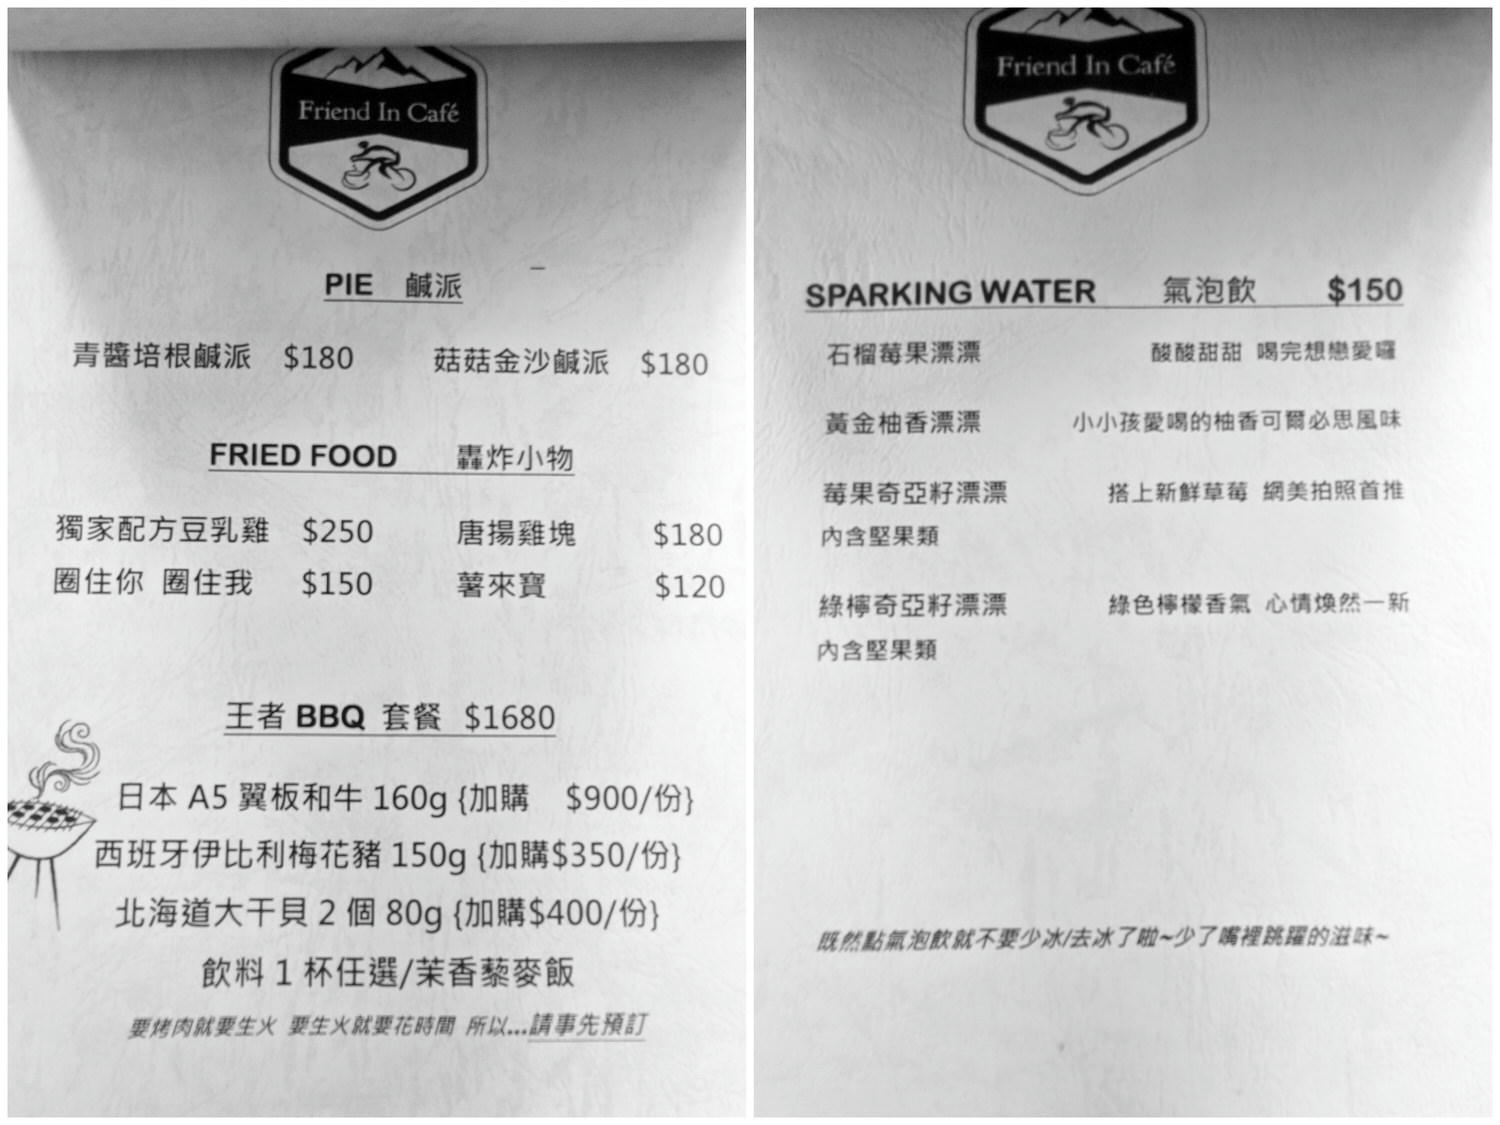 Friend In Café
PIE 鹹派
青醬培根鹹派 $180 菇菇金沙鹹派 $180
FRIED FOOD 轟炸小物
獨家配方豆乳雞 $250 唐揚雞塊 $180
圈住你 圈住我 $150 薯來寶 $120
王者 BBQ 套餐 $1680
日本 A5 翼板和牛 160g {加購 $900/份}
西班牙伊比利梅花豬 150g {加購$350/份}
北海道大干貝 2 個 80g {加購$400/份}
飲料 1 杯任選/茉香藜麥飯
要烤肉就要生火 要生火就要花時間 所以...請事先預訂
Friend In Café
SPARKING WATER 氣泡飲 $150
石榴莓果漂漂 酸酸甜甜 喝完想戀愛囉
黃金柚香漂漂 小小孩愛喝的柚香可爾必思風味
莓果奇亞籽漂漂 搭上新鮮草莓 網美拍照首推
內含堅果類
綠檸奇亞籽漂漂 綠色檸檬香氣 心情煥然一新
內含堅果類
既然點氣泡飲就不要少冰/去冰了啦~少了嘴裡跳躍的滋味~